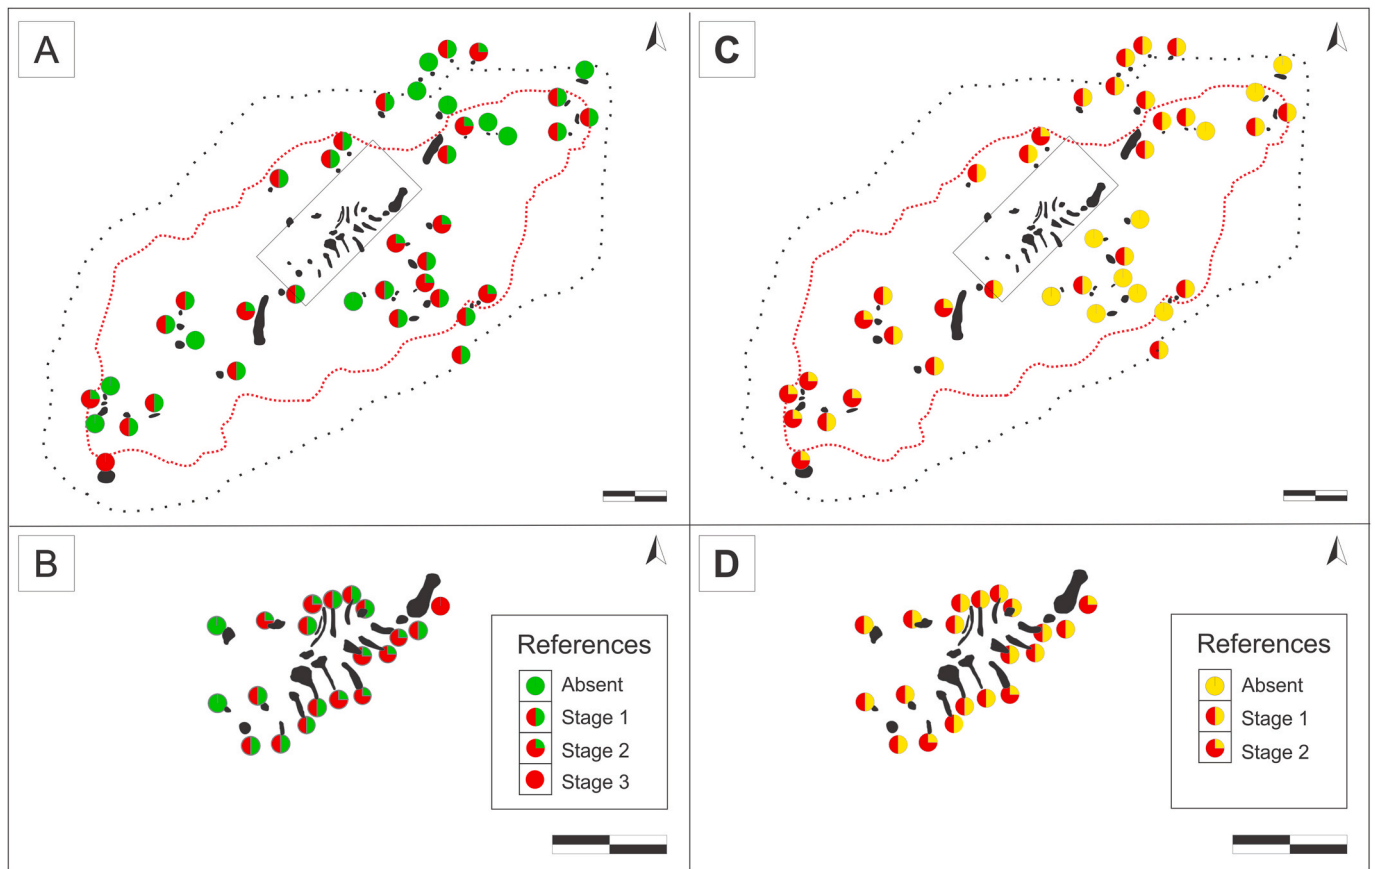 A
C
B
References
Absent
Stage 1
Stage 2
Stage 3
D
References
Absent
Stage 1
Stage 2